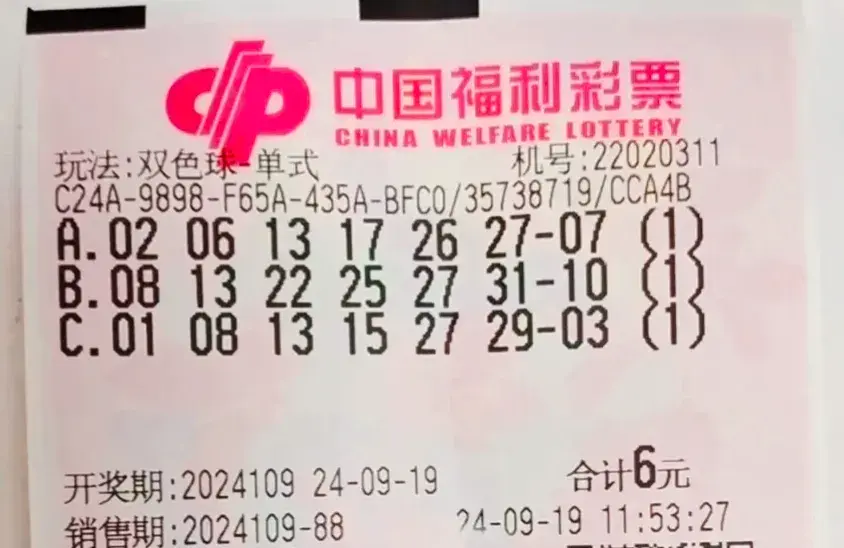 中国福利彩票
CHINA WELFARE LOTTERY
玩法:双色球-单式 机号:22020311
C24A-9898-F65A-435A-BFC0/35738719/CCA4B
A.02 06 13 17 26 27-07 (1)
B.08 13 22 25 27 31-10 (1)
C.01 08 13 15 27 29-03 (1)
开奖期:2024109 24-09-19 合计6元
销售期:2024109-88 24-09-19 11:53:27